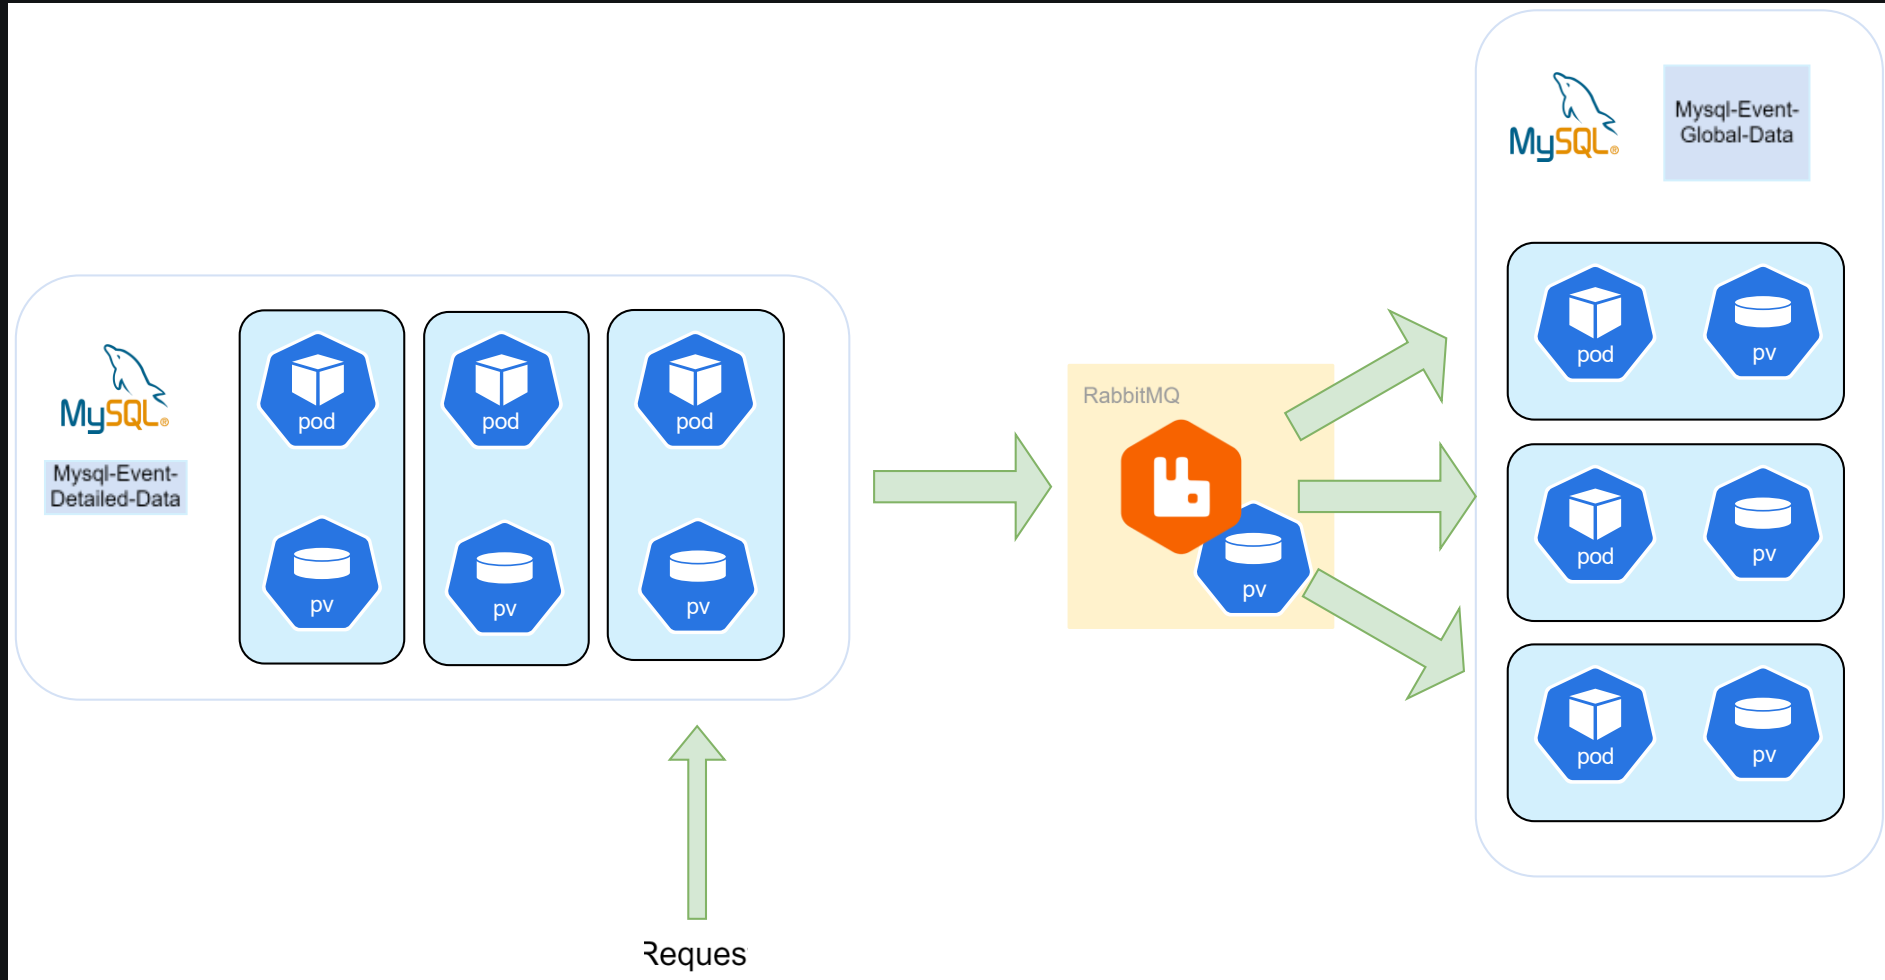 MySQL®
Mysql-Event-
Global-Data
pod
pv
pod
pv
pod
pv
MySQL®
Mysql-Event-
Detailed-Data
pod
pod
pod
pv
pv
pv
RabbitMQ
pv
Reques